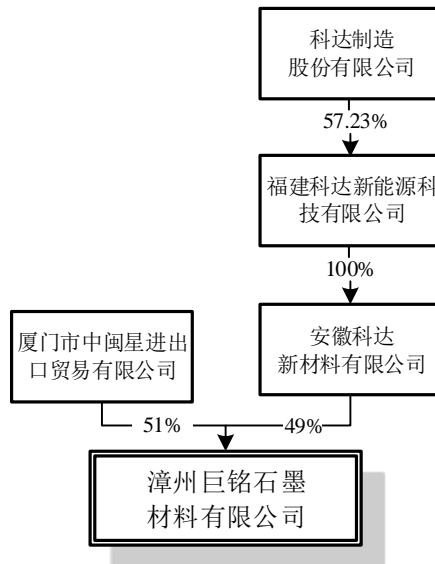 科达制造
股份有限公司
57.23%
福建科达新能源科
技有限公司
100%
厦门市中闽星进出
口贸易有限公司
安徽科达
新材料有限公司
51%
49%
漳州巨铭石墨
材料有限公司